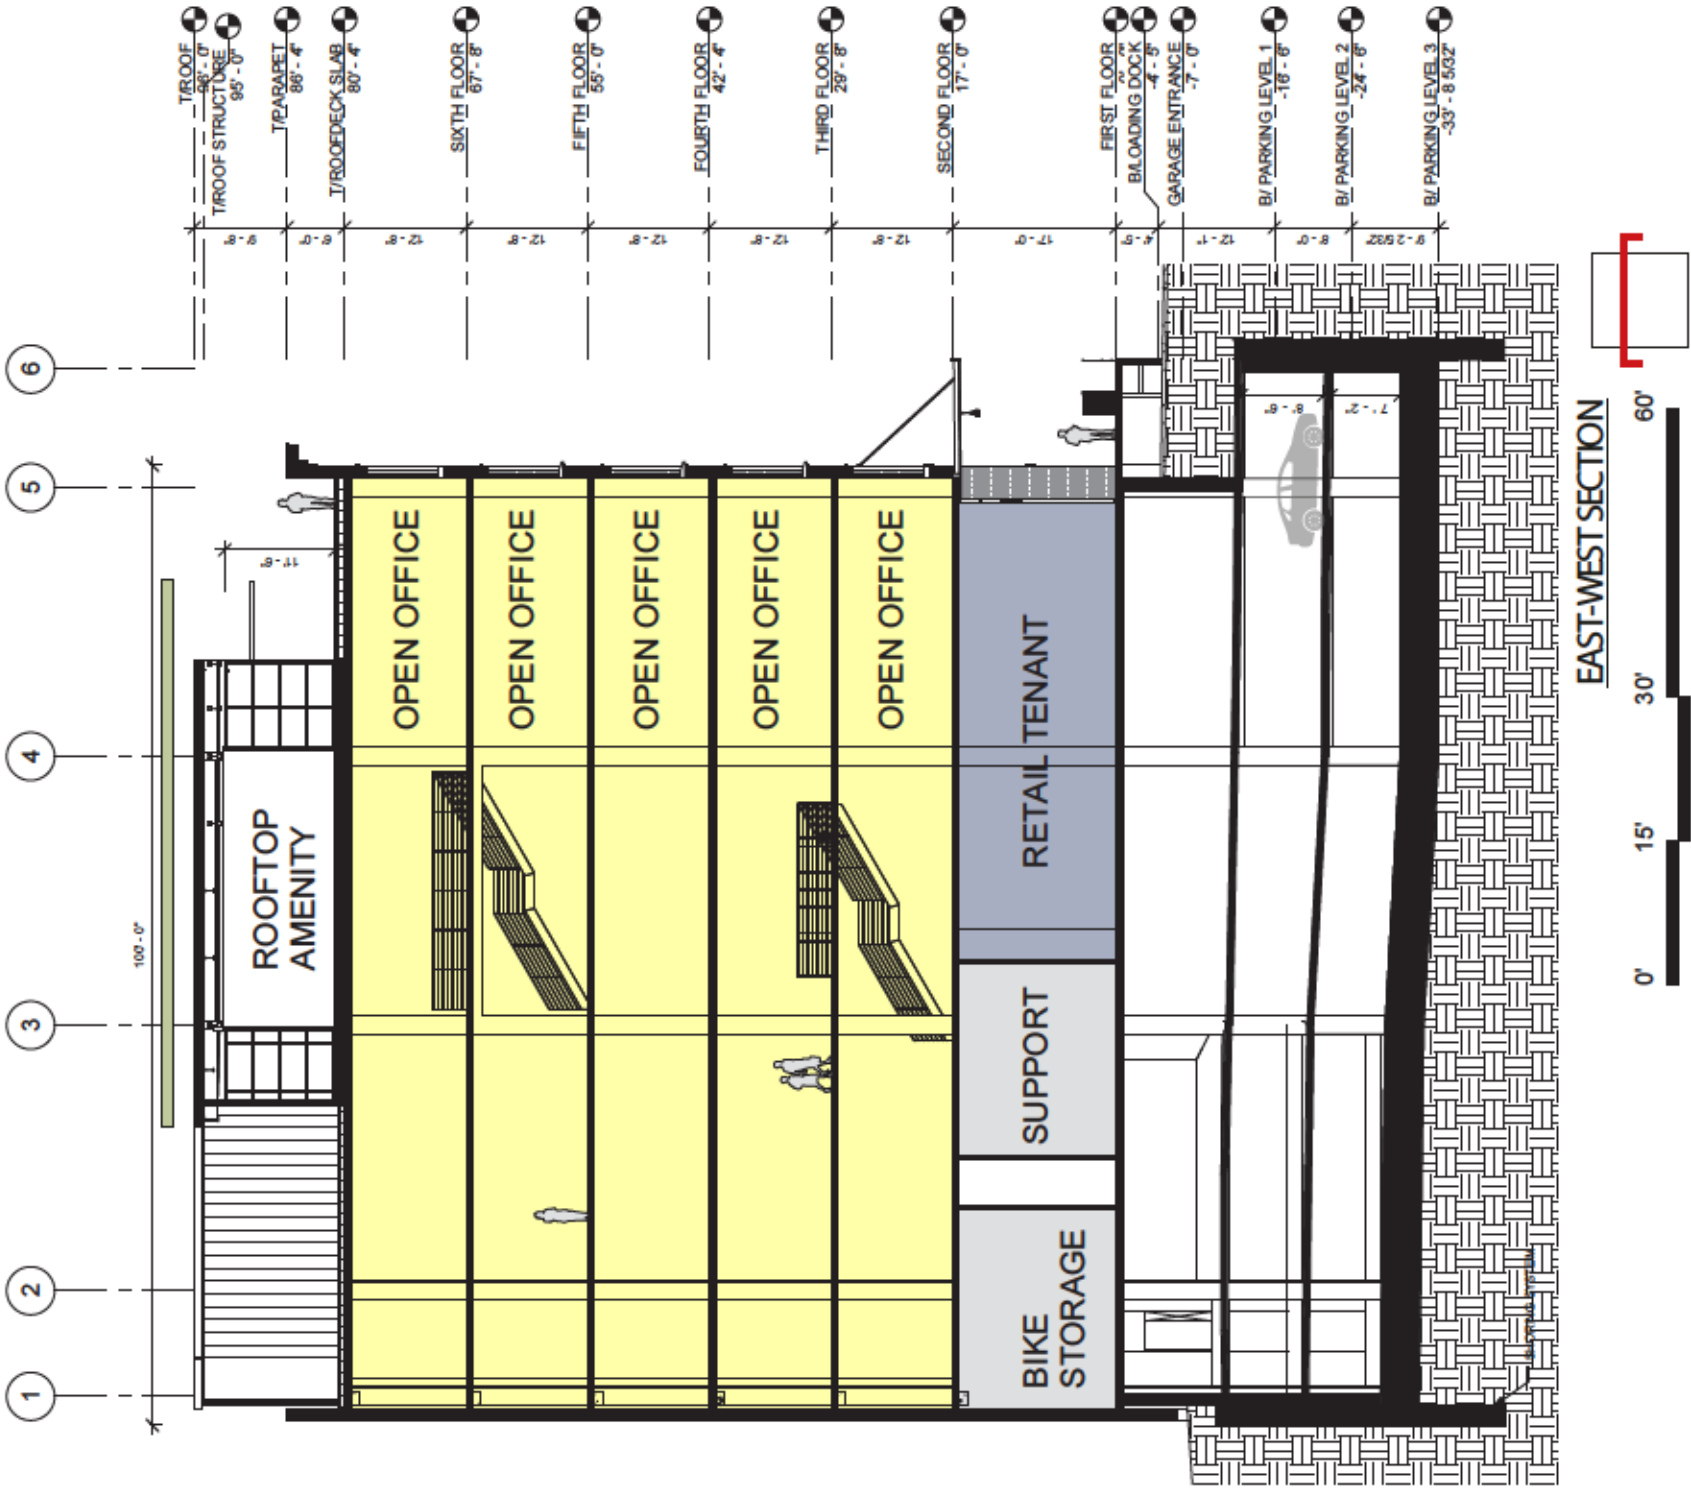 T/ROOF
96' - 0"
T/ROOF STRUCTURE
95' - 0"
T/PARAPET
86' - 4"
T/ROOFDECK SLAB
80' - 4"
SIXTH FLOOR
67' - 8"
FIFTH FLOOR
55' - 0"
FOURTH FLOOR
42' - 4"
THIRD FLOOR
29' - 8"
SECOND FLOOR
17' - 0"
FIRST FLOOR
B/LOADING DOCK
-4' - 5"
GARAGE ENTRANCE
-7' - 0"
B/ PARKING LEVEL 1
-16' - 6"
B/ PARKING LEVEL 2
-24' - 6"
B/ PARKING LEVEL 3
-33' - 8 5/32"
9' - 8"
6' - 0"
12' - 8"
12' - 8"
12' - 8"
12' - 8"
12' - 8"
17' - 0"
4' - 5"
12' - 1"
8' - 0"
9' - 2 5/32"
1
2
3
4
5
6
100' - 0"
11' - 6"
ROOFTOP
AMENITY
OPEN OFFICE
OPEN OFFICE
OPEN OFFICE
OPEN OFFICE
OPEN OFFICE
BIKE
STORAGE
SUPPORT
RETAIL TENANT
8' - 6"
7' - 2"
SHORING SYSTEM
EAST-WEST SECTION
0'
15'
30'
60'